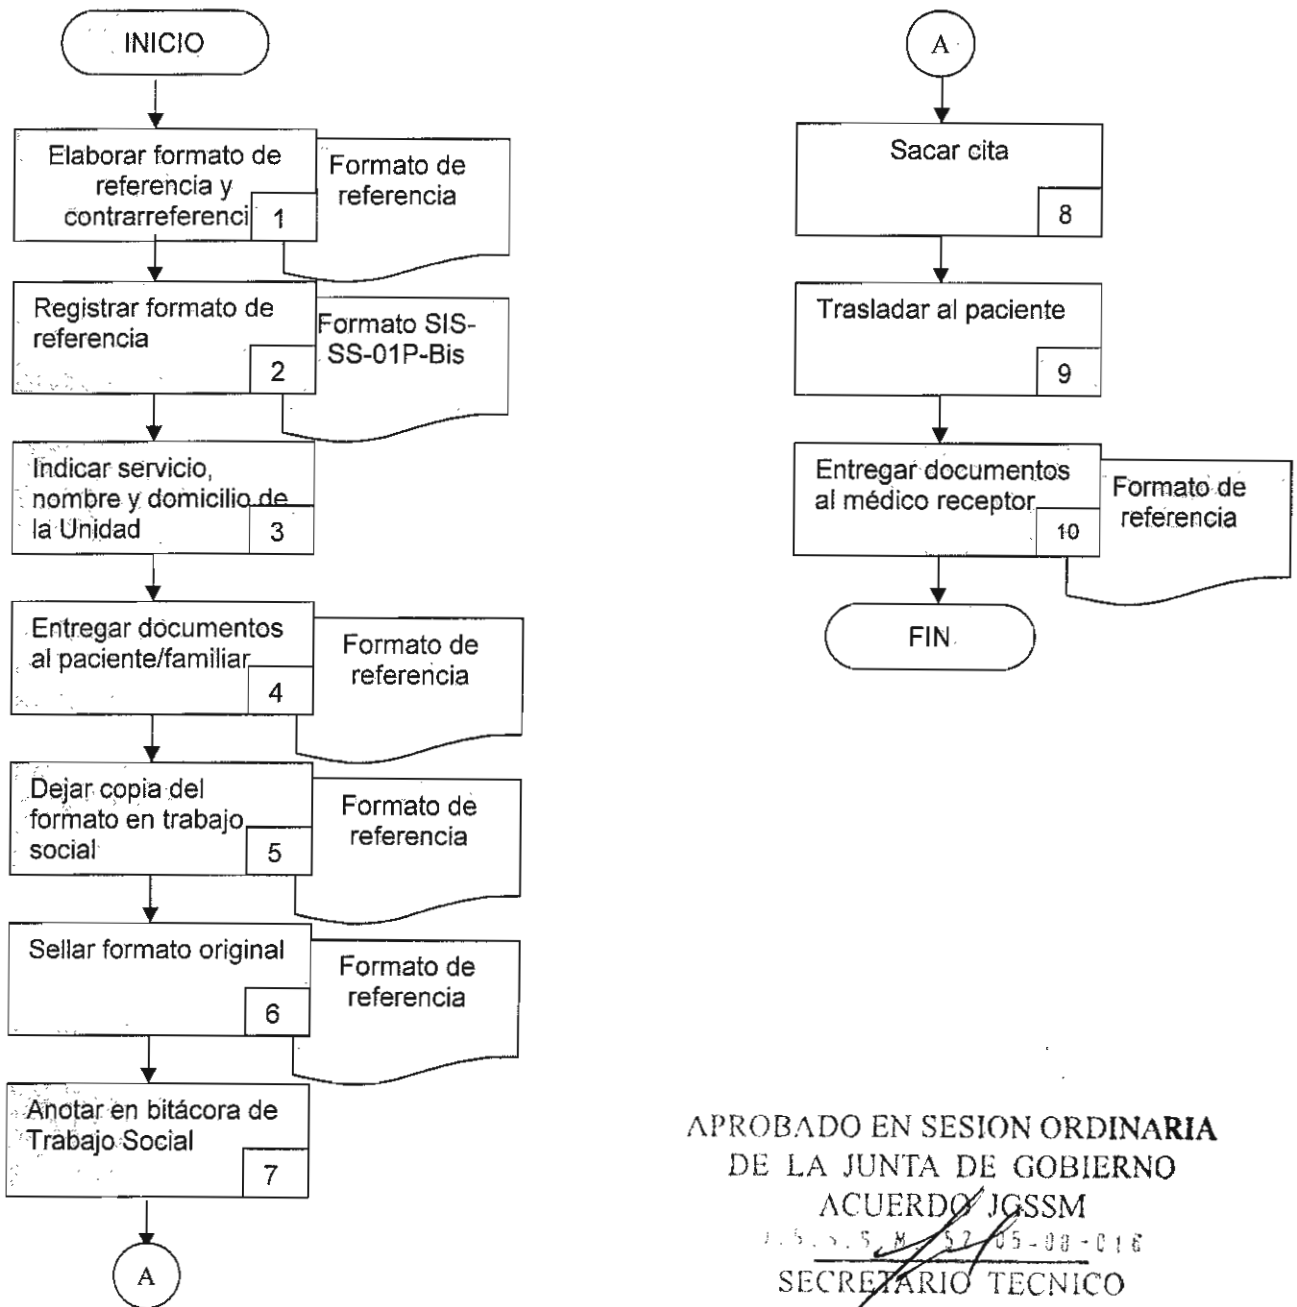 INICIO
Elaborar formato de
referencia y
contrarreferenci
1
Formato de
referencia
Registrar formato de
referencia
2
Formato SIS-
SS-01P-Bis
Indicar servicio,
nombre y domicilio de
la Unidad
3
Entregar documentos
al paciente/familiar
4
Formato de
referencia
Dejar copia del
formato en trabajo
social
5
Formato de
referencia
Sellar formato original
6
Formato de
referencia
Anotar en bitácora de
Trabajo Social
7
A
A
Sacar cita
8
Trasladar al paciente
9
Entregar documentos
al médico receptor
10
Formato de
referencia
FIN
APROBADO EN SESION ORDINARIA
DE LA JUNTA DE GOBIERNO
ACUERDO JGSSM
SECRETARIO TECNICO